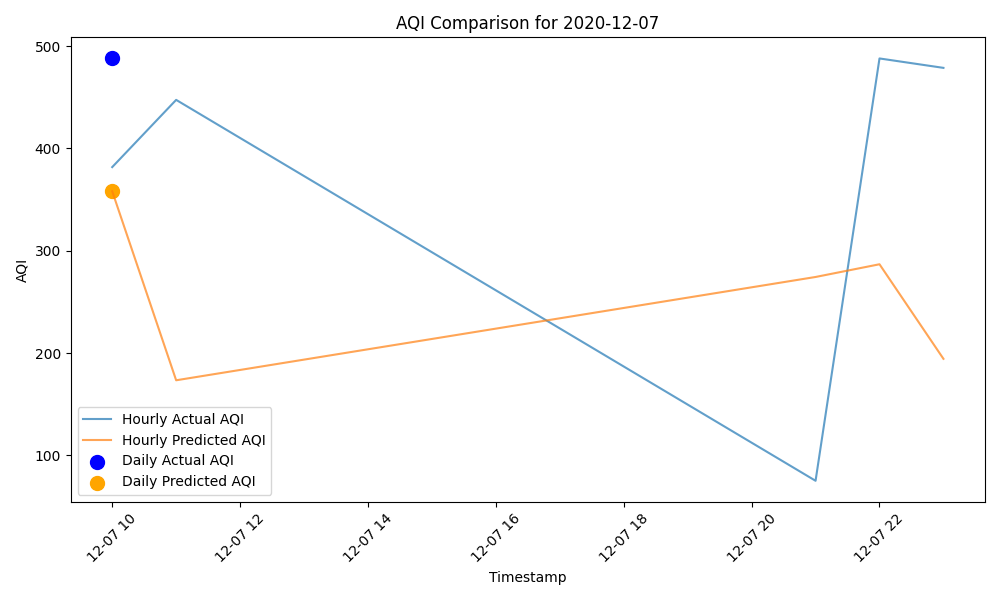 AQI Comparison for 2020-12-07
500
400
300
200
100
AQI
Hourly Actual AQI
Hourly Predicted AQI
Daily Actual AQI
Daily Predicted AQI
12-07 10
12-07 12
12-07 14
12-07 16
12-07 18
12-07 20
12-07 22
Timestamp